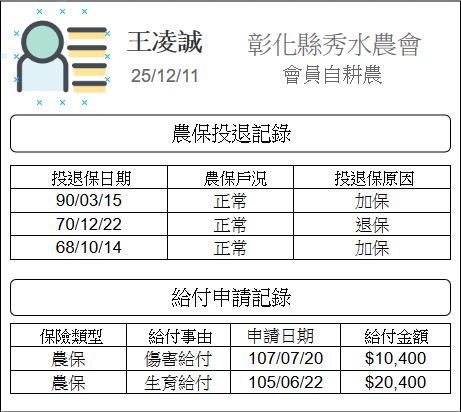 王凌誠
彰化縣秀水農會
25/12/11
會員自耕農
農保投退記錄
投退保日期 農保戶況 投退保原因
90/03/15 正常 加保
70/12/22 正常 退保
68/10/14 正常 加保
給付申請記錄
保險類型 給付事由 申請日期 給付金額
農保 傷害給付 107/07/20 $10,400
農保 生育給付 105/06/22 $20,400